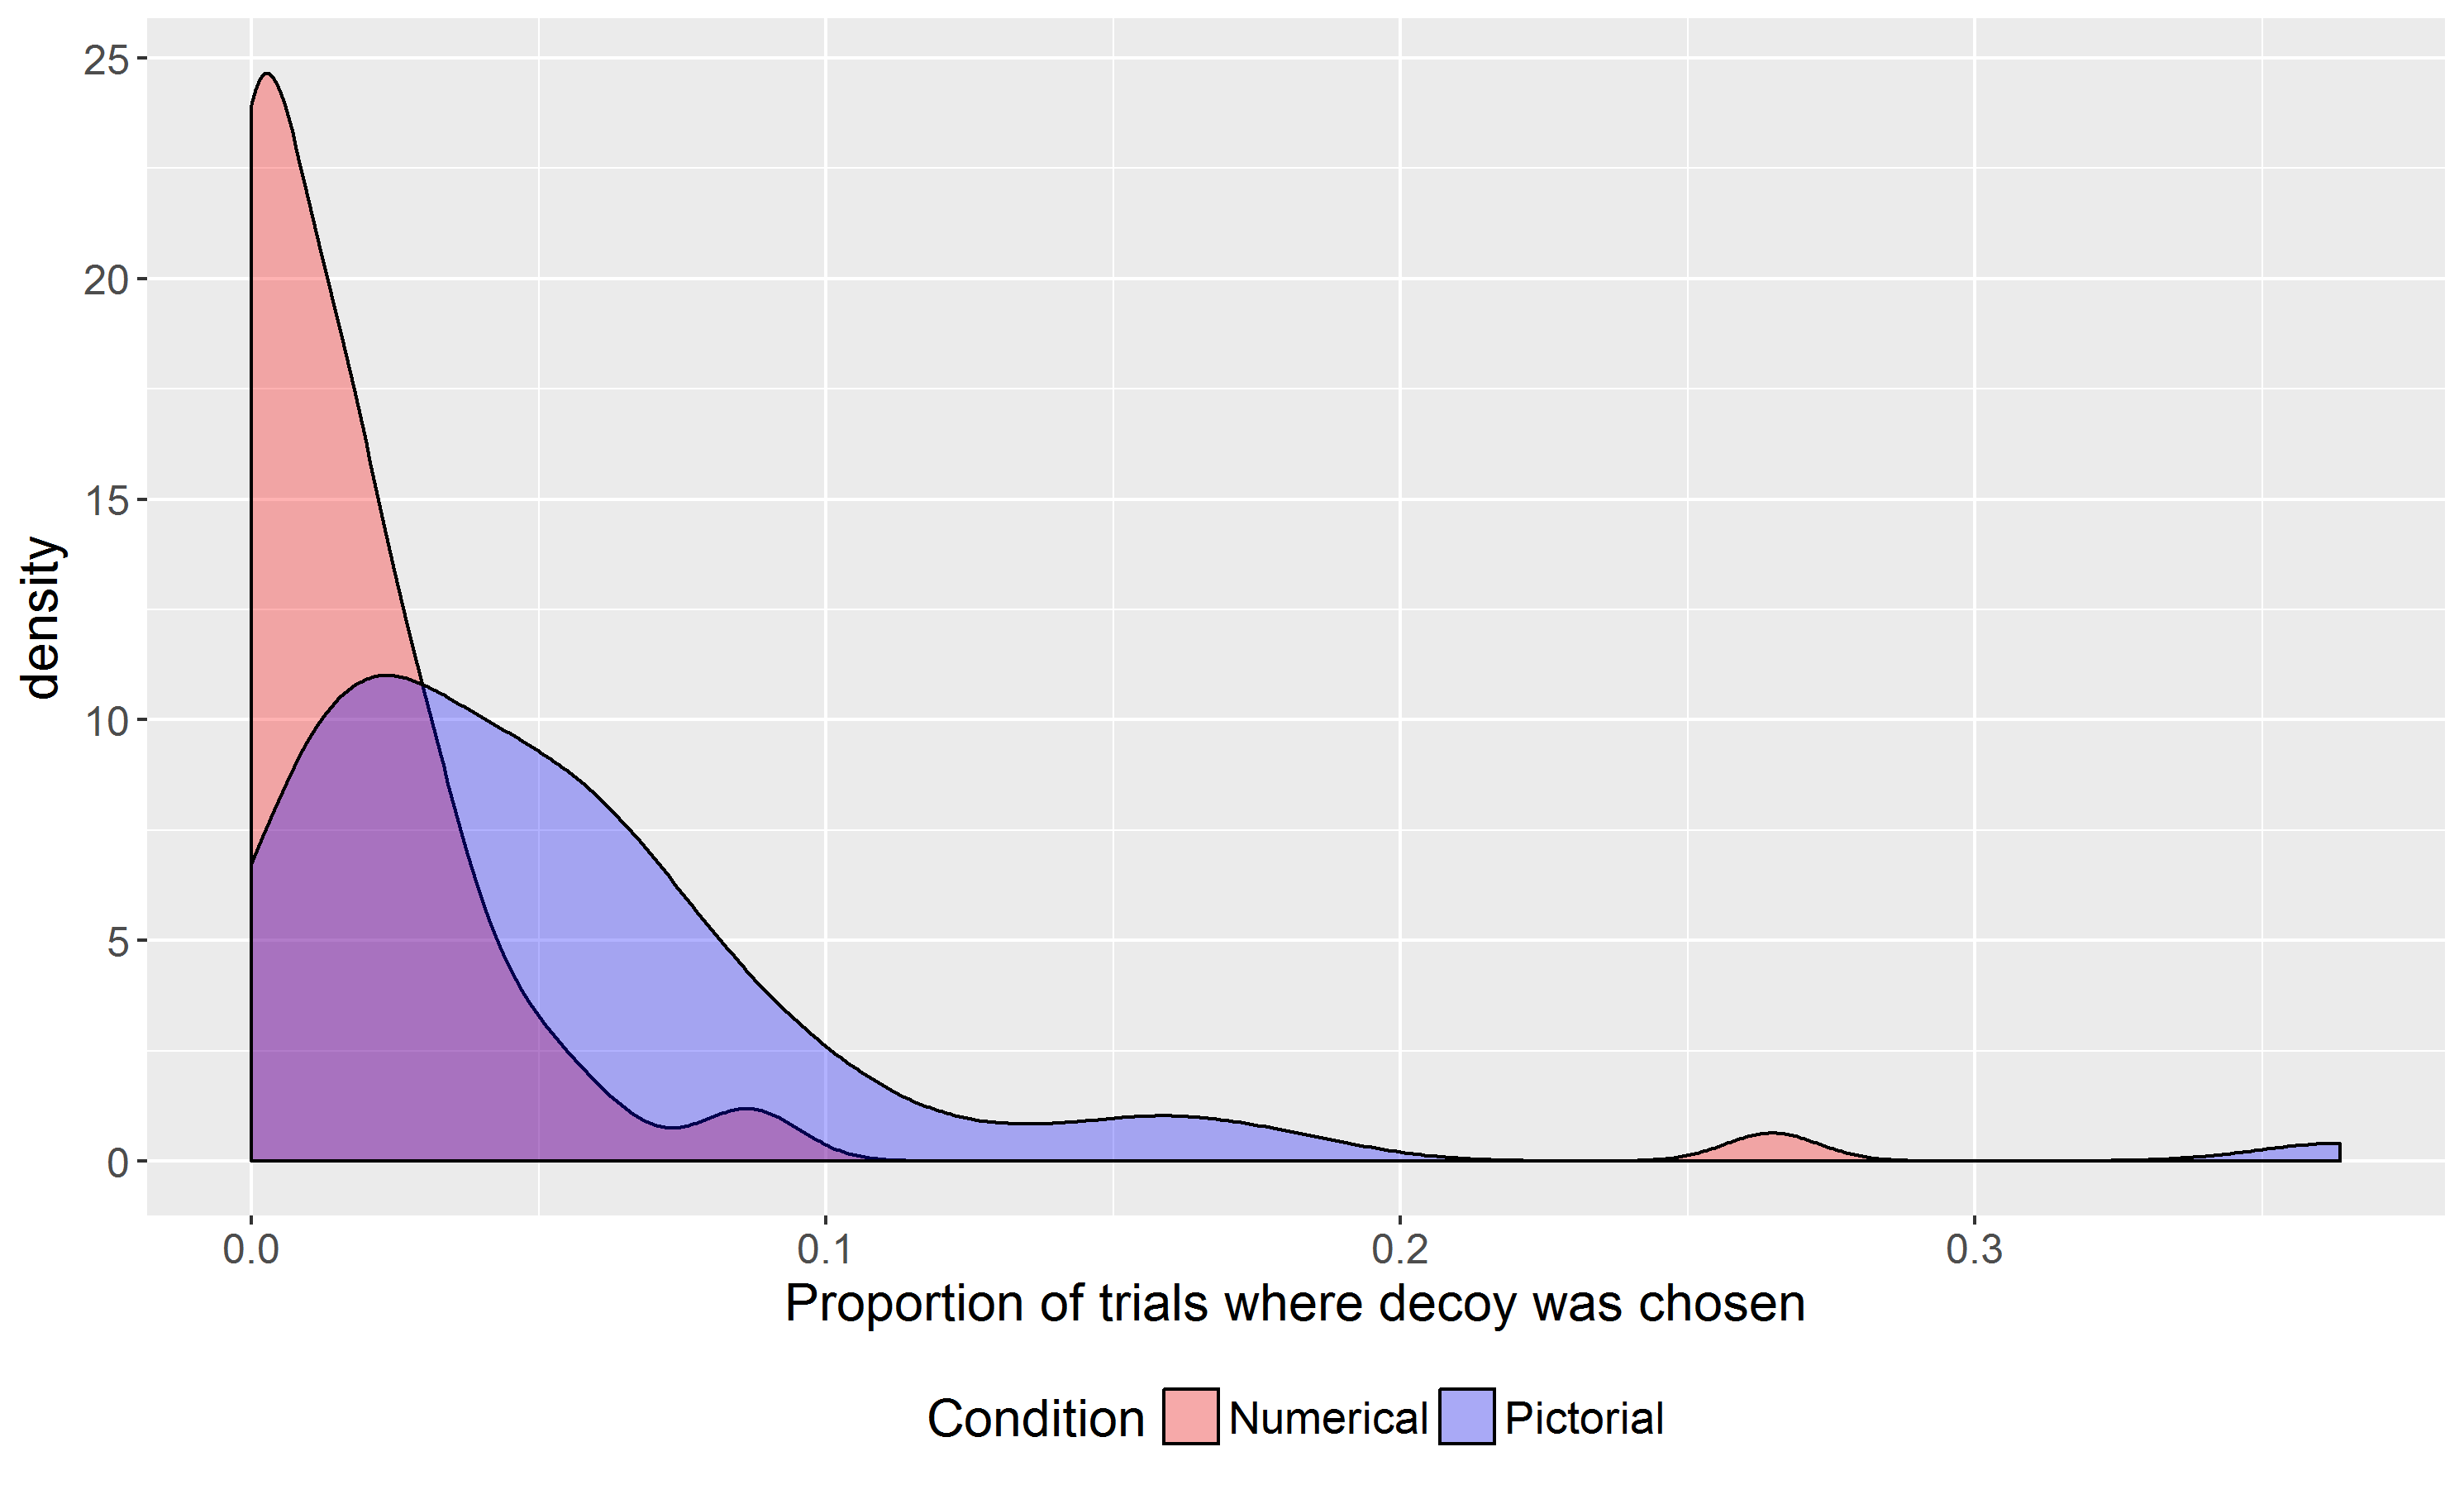 25
20
15
10
5
0
density
0.0 0.1 0.2 0.3
Proportion of trials where decoy was chosen
Condition Numerical Pictorial